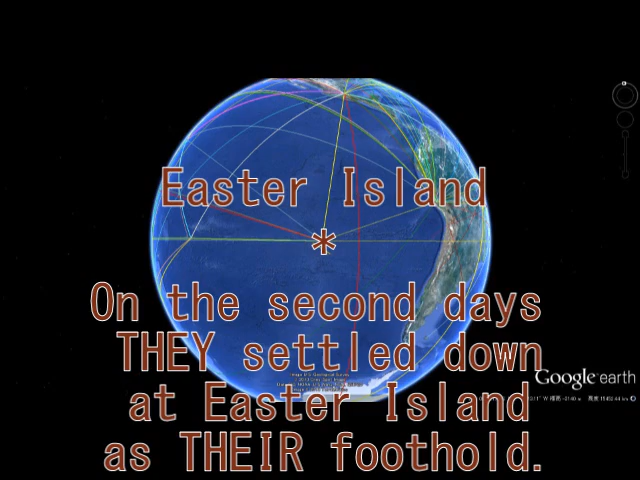 Easter Island
*
On the second days
THEY settled down
at Easter Island
as THEIR foothold.
Google earth